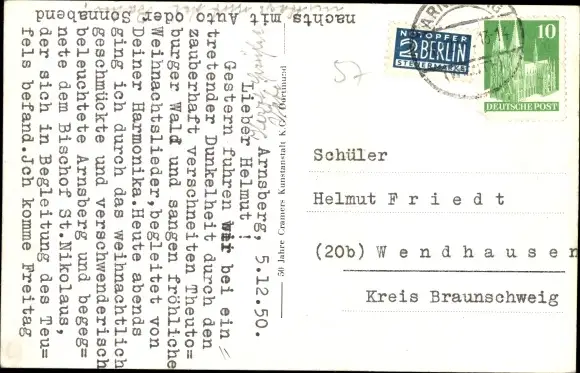 Arnsberg, 5.12.50.
Lieber Helmut !
Gestern fuhren wir bei ein=
tretender Dunkelheit durch den
zauberhaft verschneiten Theuto=
burger Wald und sangen fröhliche
Weihnachtslieder, begleitet von
Deiner Harmonika. Heute abends
ging ich durch das weihnachtlich
geschmückte und verschwenderisch
beleuchtete Arnsberg und begeg=
nete dem Bischof St.Nikolaus,
der sich in Begleitung des Teu=
fels befand. Ich komme Freitag
nachts mit Auto oder Sonnabend
50 Jahre Cramers Kunstanstalt K.G., Dortmund
NOTOPFER
2 BERLIN
STEUERMARKE
10
DEUTSCHE POST
57
Schüler
Helmut Friedt
(20b) Wendhausen
Kreis Braunschweig